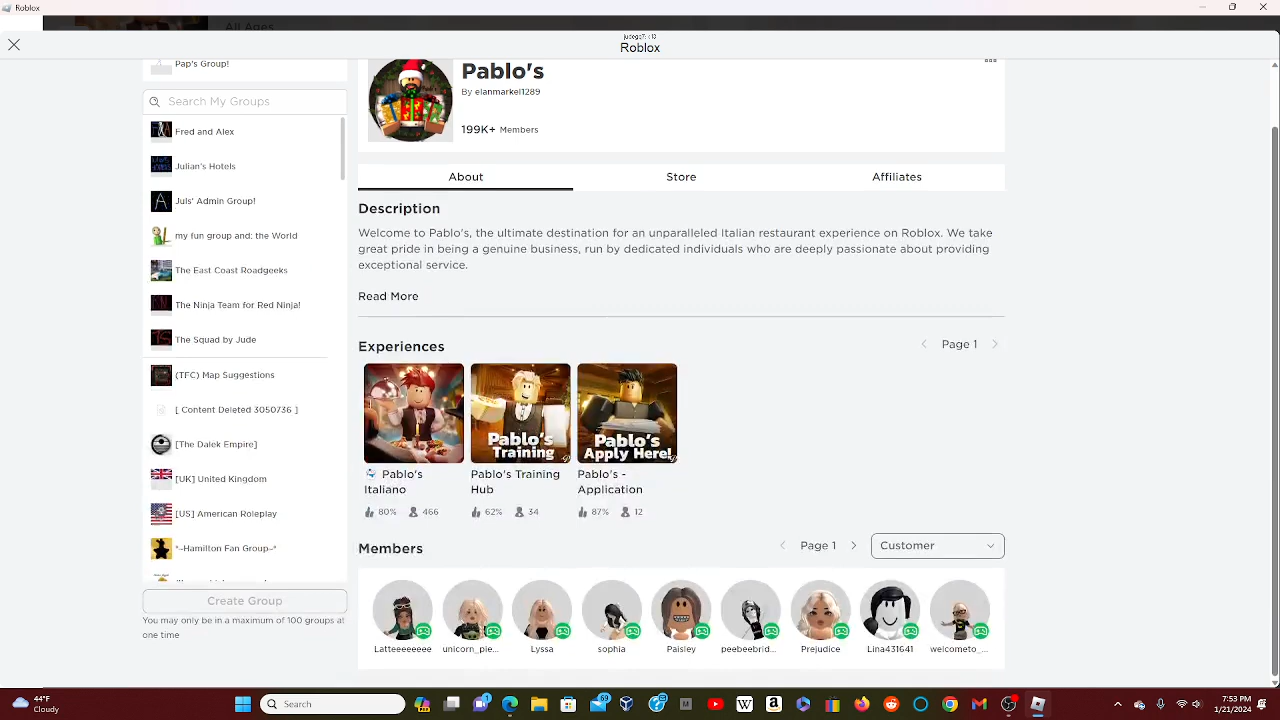 Roblox
All Ages
Roblox
Pap's Group!
Search My Groups
Fred and Alex
Julian's Hotels
Juls' Admin Group!
my fun group and: the World
The East Coast Roadgeeks
The Ninja Team for Red Ninja!
The Squad by Jude
(TFC) Map Suggestions
[ Content Deleted 3050736 ]
[The Dalek Empire]
[UK] United Kingdom
[US] American Roleplay
°-Hamilton Fan Group-°
Create Group
You may only be in a maximum of 100 groups at
one time
Pablo's
By elanmarkel1289
199K+ Members
About
Store
Affiliates
Description
Welcome to Pablo's, the ultimate destination for an unparalleled Italian restaurant experience on Roblox. We take
great pride in being a genuine business, run by dedicated individuals who are deeply passionate about providing
exceptional service.
Read More
Experiences
Page 1
Pablo's
Training
Pablo's
Apply Here!
Pablo's
Italiano
80% 466
Pablo's Training
Hub
62% 34
Pablo's -
Application
87% 12
Members
Page 1
Customer
Latteeeeeee
unicorn_pie...
Lyssa
sophia
Paisley
peebeebrid...
Prejudice
Lina431641
welcometo_...
44°F
Cloudy
Search
69
7:53 PM
1/21/2024